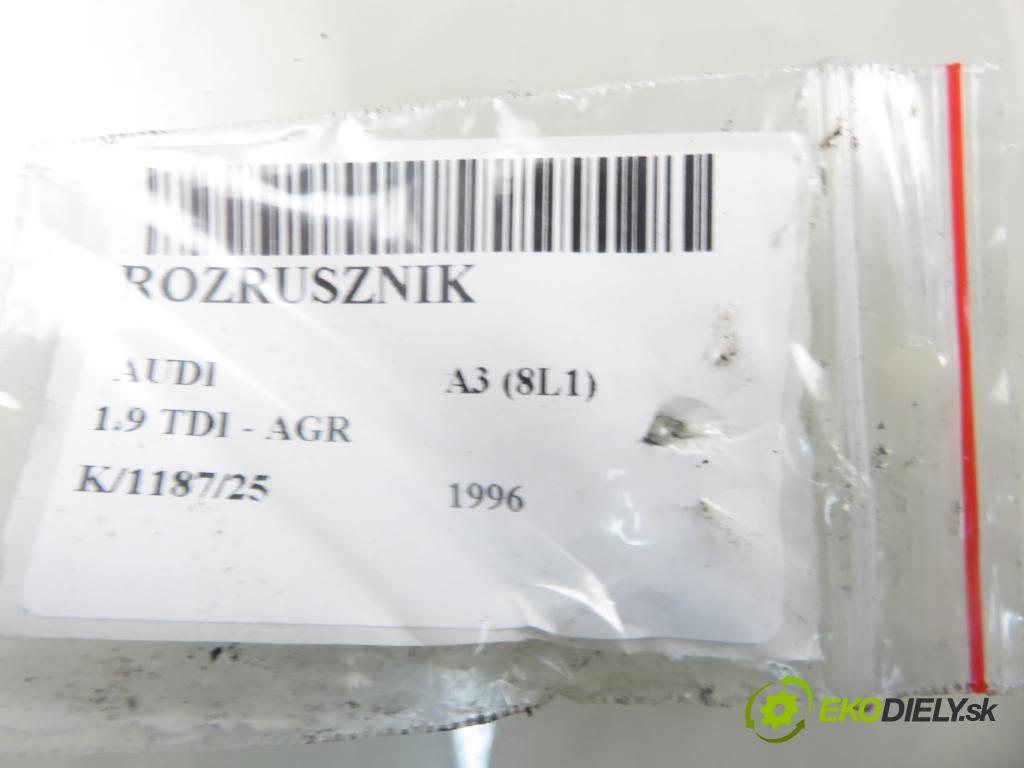 ROZRUSZNIK
AUDI A3 (8L1)
1.9 TDI - AGR
K/1187/25 1996
EKODIELY.sk